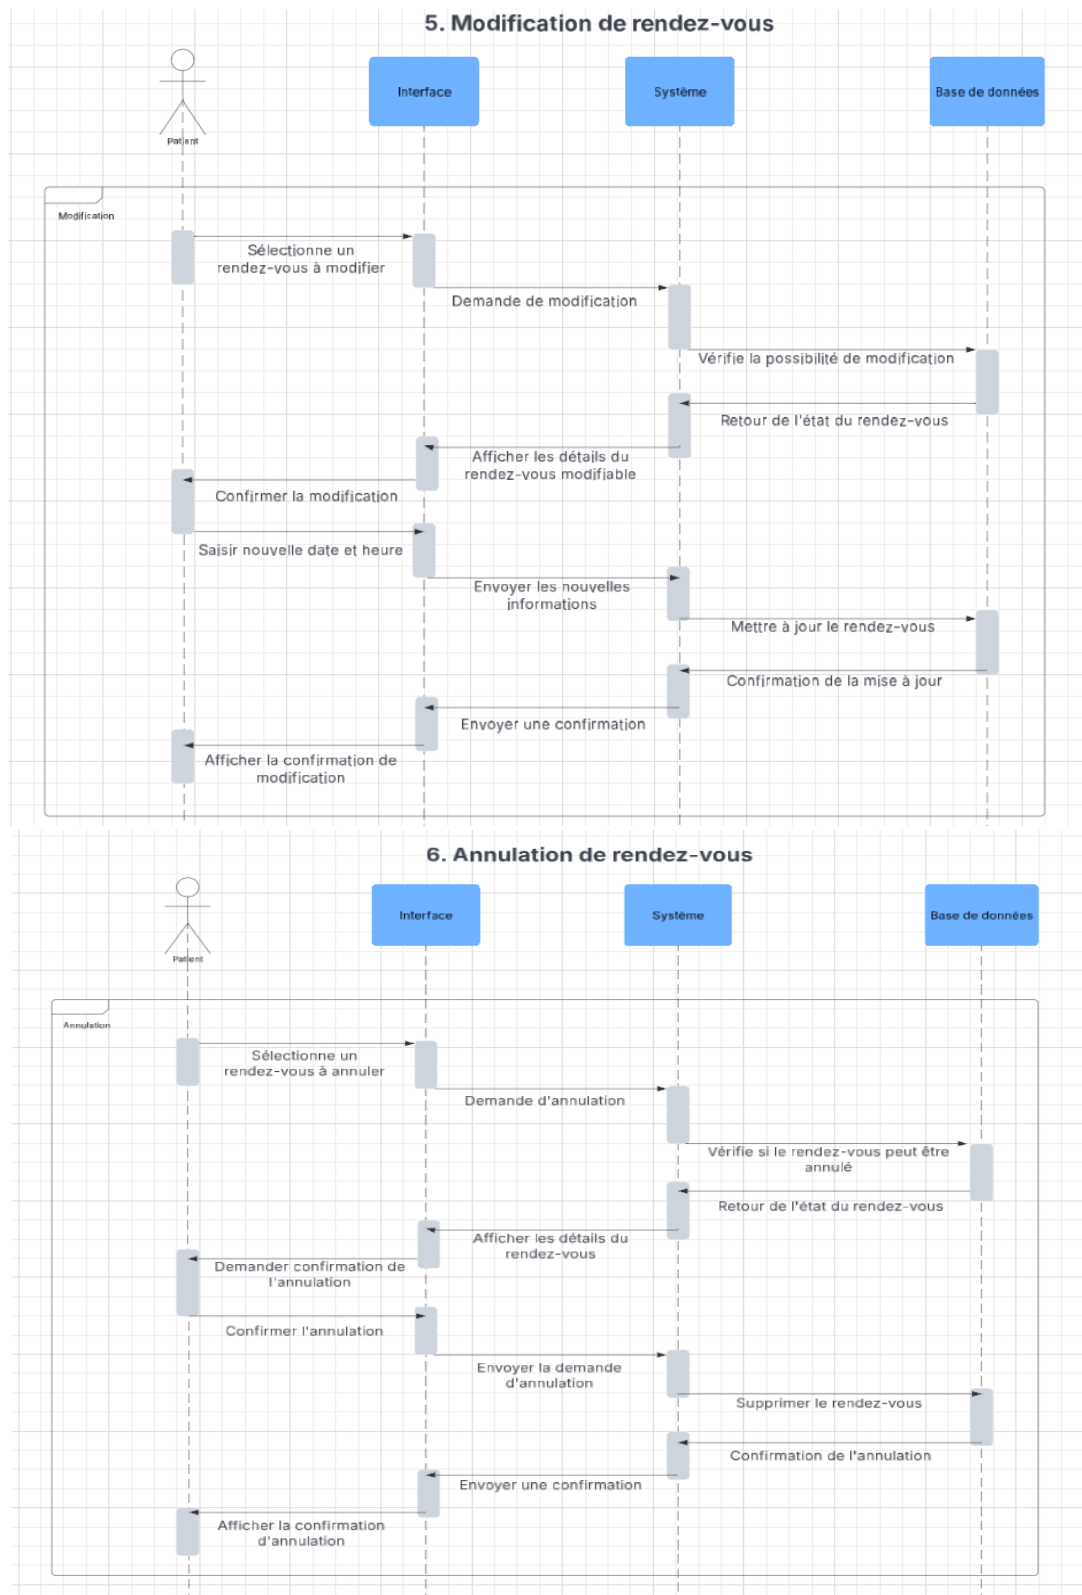 5. Modification de rendez-vous
Patient
Interface
Système
Base de données
Modification
Sélectionne un
rendez-vous à modifier
Demande de modification
Vérifie la possibilité de modification
Retour de l'état du rendez-vous
Afficher les détails du
rendez-vous modifiable
Confirmer la modification
Saisir nouvelle date et heure
Envoyer les nouvelles
informations
Mettre à jour le rendez-vous
Confirmation de la mise à jour
Envoyer une confirmation
Afficher la confirmation de
modification
6. Annulation de rendez-vous
Patient
Interface
Système
Base de données
Annulation
Sélectionne un
rendez-vous à annuler
Demande d'annulation
Vérifie si le rendez-vous peut être
annulé
Retour de l'état du rendez-vous
Afficher les détails du
rendez-vous
Demander confirmation de
l'annulation
Confirmer l'annulation
Envoyer la demande
d'annulation
Supprimer le rendez-vous
Confirmation de l'annulation
Envoyer une confirmation
Afficher la confirmation
d'annulation